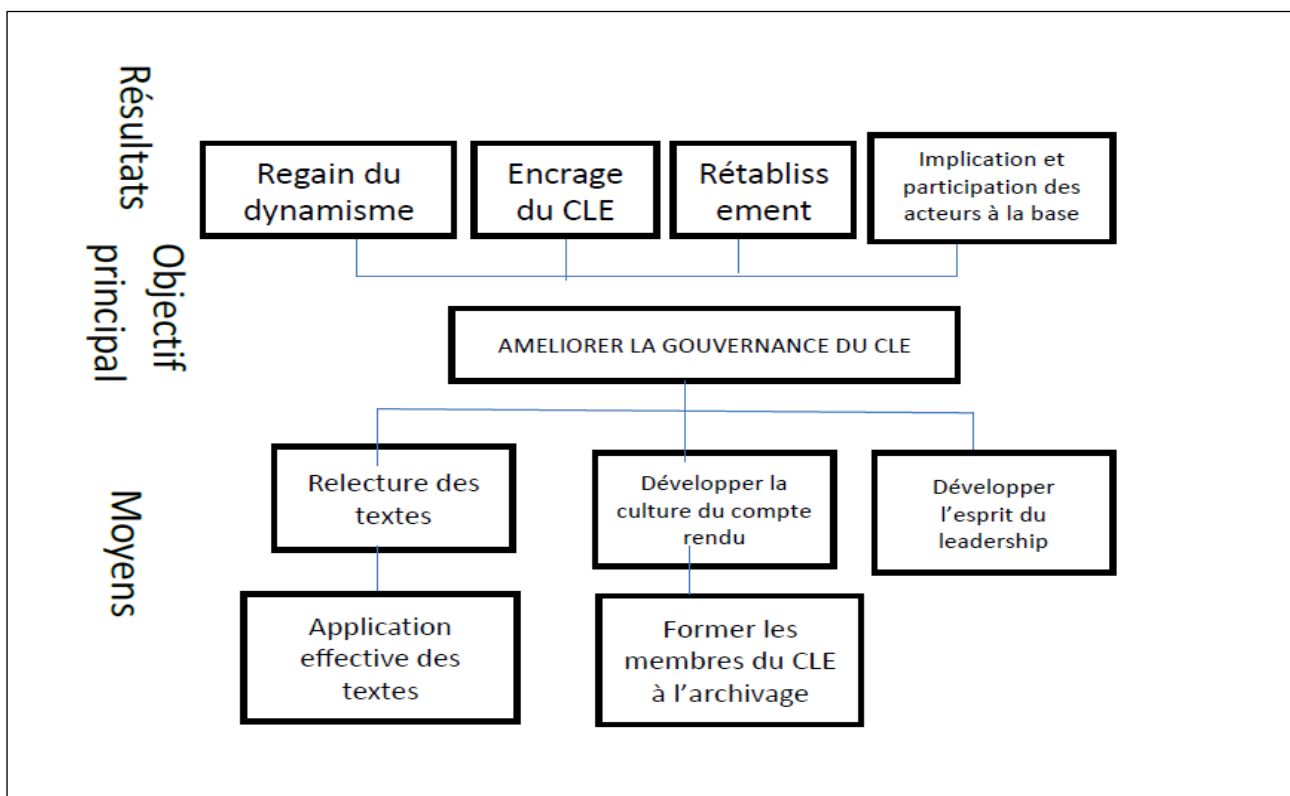 Résultats
Regain du
dynamisme
Encrage
du CLE
Rétabliss
ement
Implication et
participation des
acteurs à la base
Objectif
principal
AMELIORER LA GOUVERNANCE DU CLE
Moyens
Relecture des
textes
Développer la
culture du compte
rendu
Développer
l'esprit du
leadership
Application
effective des
textes
Former les
membres du CLE
à l'archivage